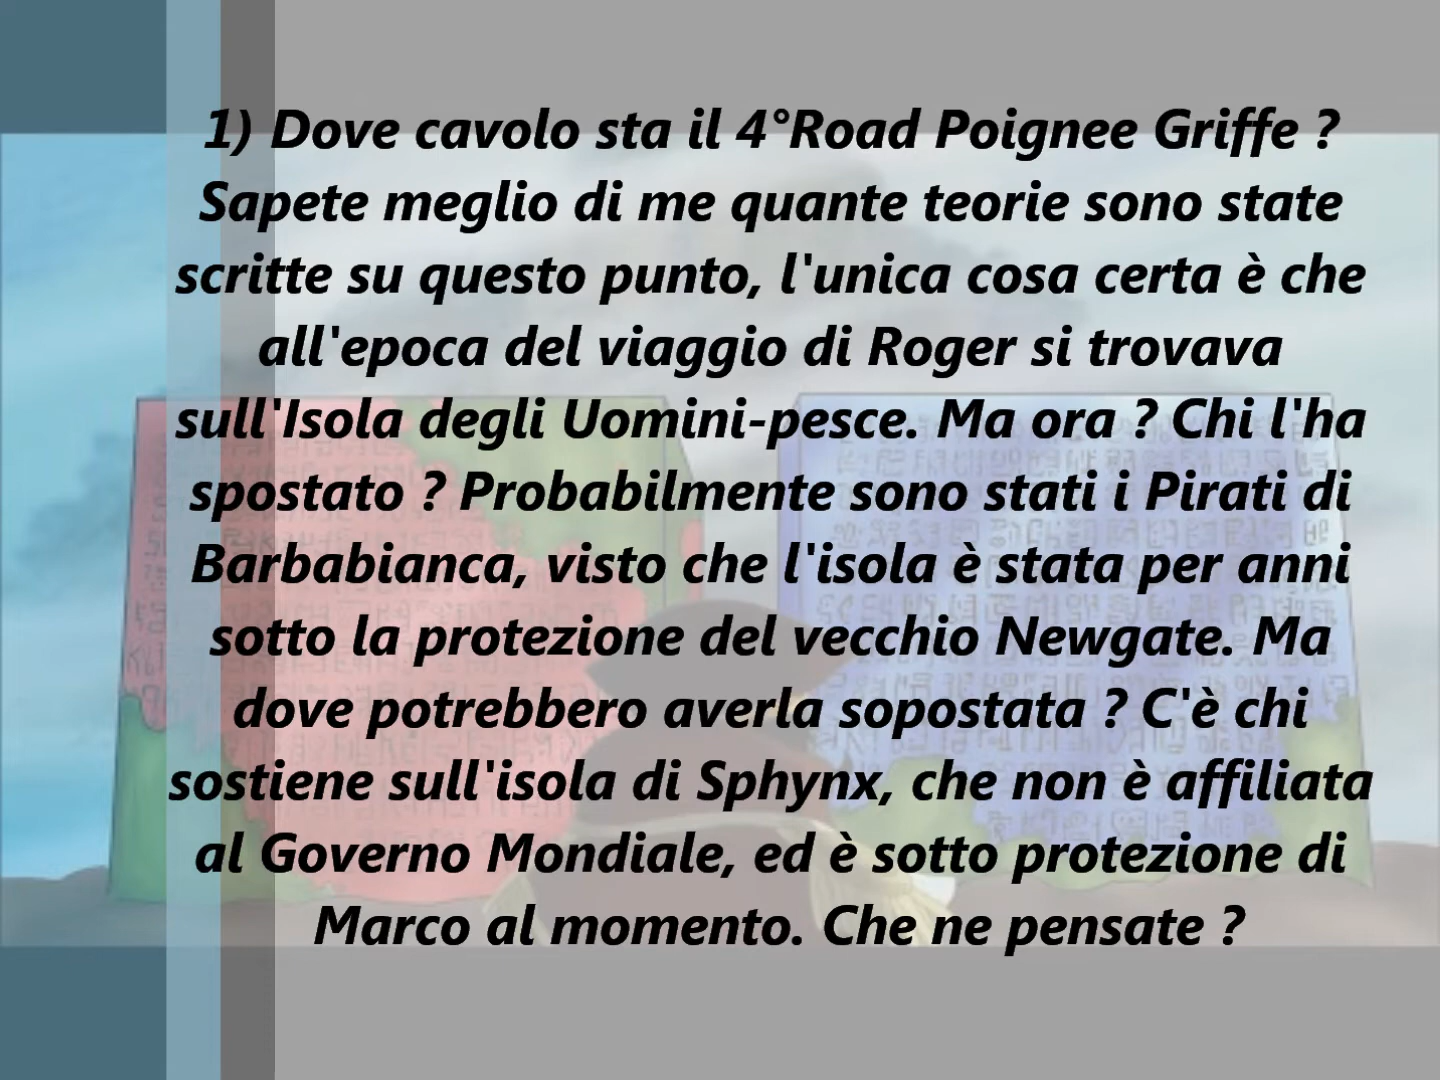 1) Dove cavolo sta il 4°Road Poignee Griffe ?
Sapete meglio di me quante teorie sono state
scritte su questo punto, l'unica cosa certa è che
all'epoca del viaggio di Roger si trovava
sull'Isola degli Uomini-pesce. Ma ora ? Chi l'ha
spostato ? Probabilmente sono stati i Pirati di
Barbabianca, visto che l'isola è stata per anni
sotto la protezione del vecchio Newgate. Ma
dove potrebbero averla sopostata ? C'è chi
sostiene sull'isola di Sphynx, che non è affiliata
al Governo Mondiale, ed è sotto protezione di
Marco al momento. Che ne pensate ?